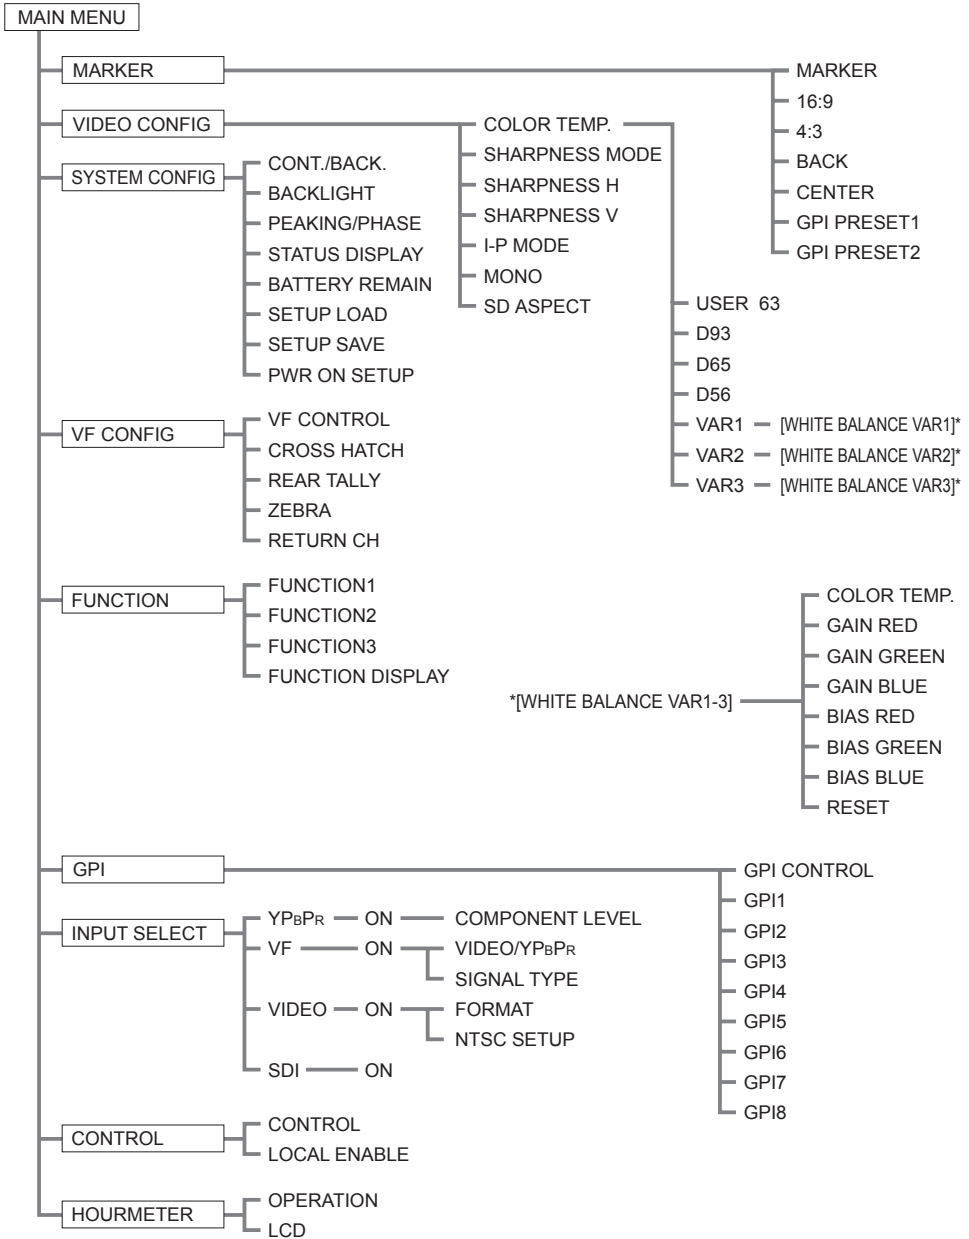 MAIN MENU
MARKER
MARKER
16:9
4:3
BACK
CENTER
GPI PRESET1
GPI PRESET2
VIDEO CONFIG
COLOR TEMP.
SHARPNESS MODE
SHARPNESS H
SHARPNESS V
I-P MODE
MONO
SD ASPECT
USER 63
D93
D65
D56
VAR1
[WHITE BALANCE VAR1]*
VAR2
[WHITE BALANCE VAR2]*
VAR3
[WHITE BALANCE VAR3]*
SYSTEM CONFIG
CONT./BACK.
BACKLIGHT
PEAKING/PHASE
STATUS DISPLAY
BATTERY REMAIN
SETUP LOAD
SETUP SAVE
PWR ON SETUP
VF CONFIG
VF CONTROL
CROSS HATCH
REAR TALLY
ZEBRA
RETURN CH
FUNCTION
FUNCTION1
FUNCTION2
FUNCTION3
FUNCTION DISPLAY
*[WHITE BALANCE VAR1-3]
COLOR TEMP.
GAIN RED
GAIN GREEN
GAIN BLUE
BIAS RED
BIAS GREEN
BIAS BLUE
RESET
GPI
GPI CONTROL
GPI1
GPI2
GPI3
GPI4
GPI5
GPI6
GPI7
GPI8
INPUT SELECT
YPBPR ON COMPONENT LEVEL
VF ON VIDEO/YPBPR
SIGNAL TYPE
VIDEO ON FORMAT
NTSC SETUP
SDI ON
CONTROL
CONTROL
LOCAL ENABLE
HOURMETER
OPERATION
LCD